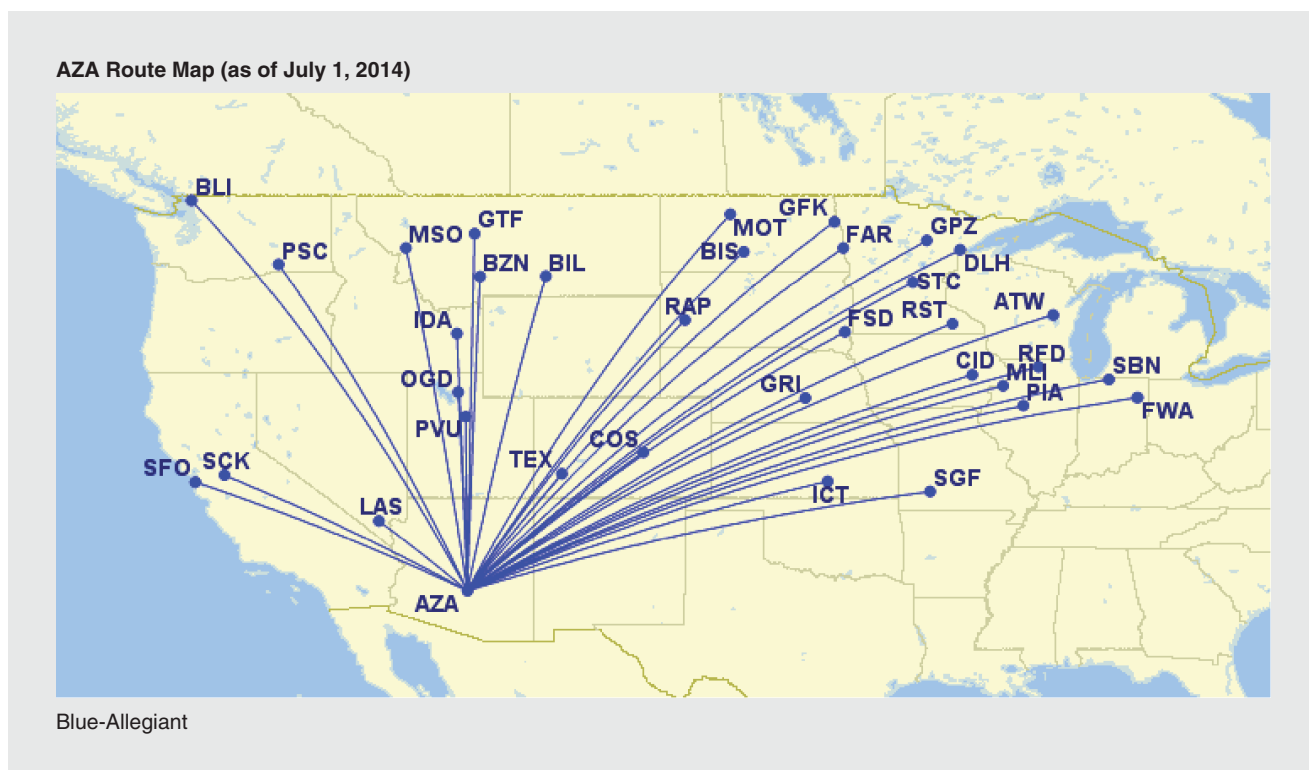 AZA Route Map (as of July 1, 2014)
BLI
PSC
MSO
GTF
BZN
BIL
IDA
OGD
PVU
MOT
BIS
GFK
FAR
GPZ
DLH
STC
RAP
FSD
RST
ATW
CID
RFD
MLI
PIA
SBN
FWA
GRI
COS
TEX
SFO
SCK
LAS
ICT
SGF
AZA
Blue-Allegiant